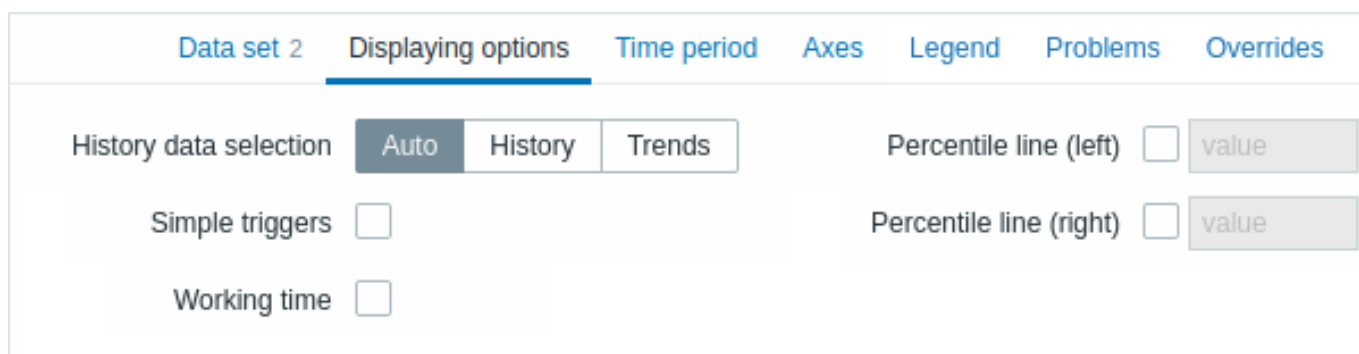 Data set 2 Displaying options Time period Axes Legend Problems Overrides
History data selection Auto History Trends Percentile line (left) value
Simple triggers Percentile line (right) value
Working time